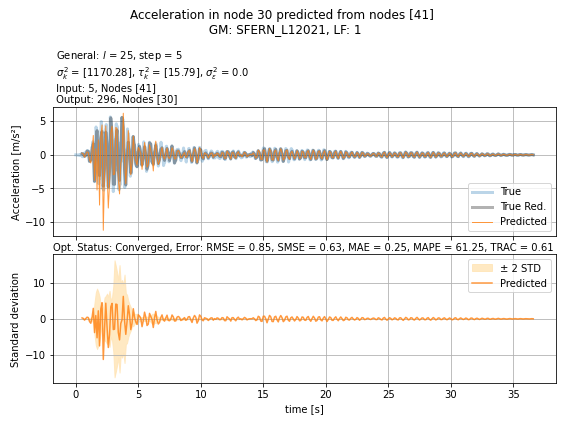 Acceleration in node 30 predicted from nodes [41]
GM: SFERN_L12021, LF: 1
General: l = 25, step = 5
σ²ₖ = [1170.28], τ²ₖ = [15.79], σ²ε = 0.0
Input: 5, Nodes [41]
Output: 296, Nodes [30]
Acceleration [m/s²]
5
0
−5
−10
True
True Red.
Predicted
Opt. Status: Converged, Error: RMSE = 0.85, SMSE = 0.63, MAE = 0.25, MAPE = 61.25, TRAC = 0.61
Standard deviation
10
0
−10
± 2 STD
Predicted
0 5 10 15 20 25 30 35
time [s]